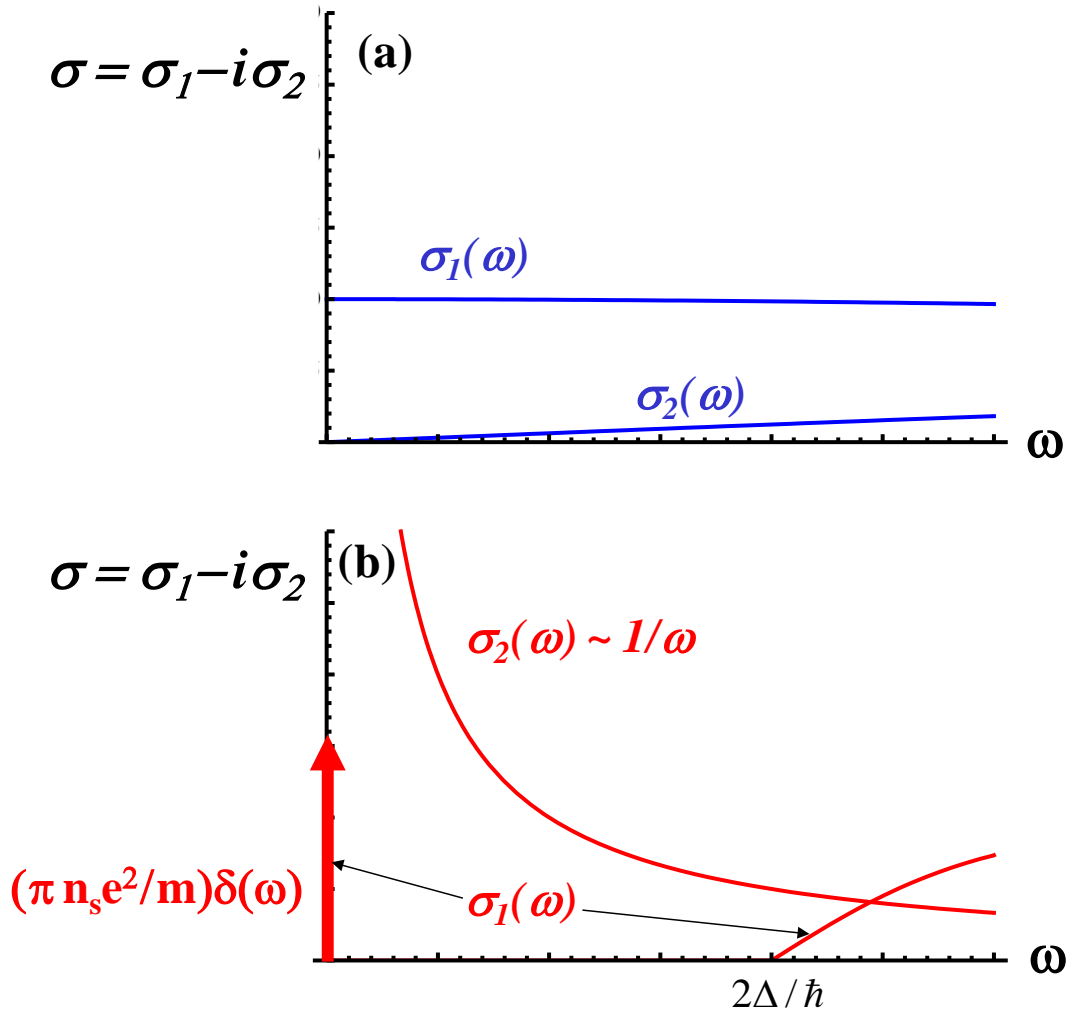 (a)
σ = σ₁−iσ₂
σ₁(ω)
σ₂(ω)
ω
(b)
σ = σ₁−iσ₂
σ₂(ω) ~ 1/ω
(π nₛe²/m)δ(ω)
σ₁(ω)
ω
2Δ / ℏ